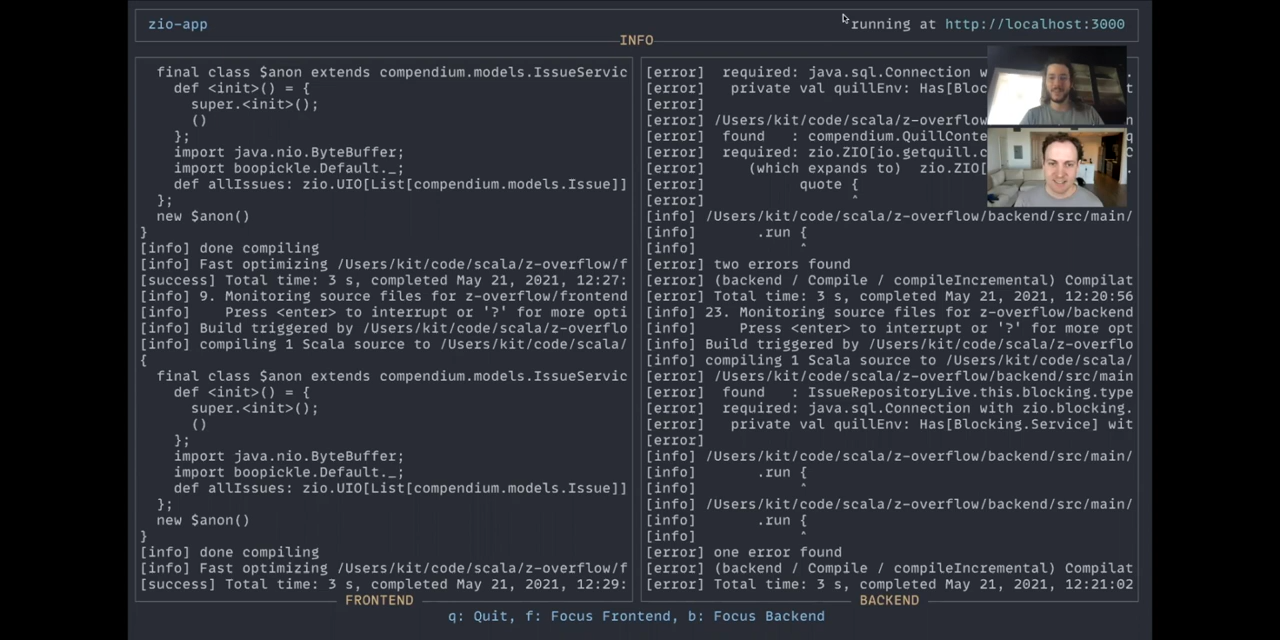 zio-app
running at http://localhost:3000
INFO
final class $anon extends compendium.models.IssueServic
def <init>() = {
super.<init>();
()
};
import java.nio.ByteBuffer;
import boopickle.Default._;
def allIssues: zio.UIO[List[compendium.models.Issue]]
};
new $anon()
}
[info] done compiling
[info] Fast optimizing /Users/kit/code/scala/z-overflow/f
[success] Total time: 3 s, completed May 21, 2021, 12:27:
[info] 9. Monitoring source files for z-overflow/frontend
[info]    Press <enter> to interrupt or '?' for more opti
[info] Build triggered by /Users/kit/code/scala/z-overflo
[info] compiling 1 Scala source to /Users/kit/code/scala/
{
final class $anon extends compendium.models.IssueServic
def <init>() = {
super.<init>();
()
};
import java.nio.ByteBuffer;
import boopickle.Default._;
def allIssues: zio.UIO[List[compendium.models.Issue]]
};
new $anon()
}
[info] done compiling
[info] Fast optimizing /Users/kit/code/scala/z-overflow/f
[success] Total time: 3 s, completed May 21, 2021, 12:29:
FRONTEND
[error]  required: java.sql.Connection w
[error]   private val quillEnv: Has[Bloc
[error]
[error] /Users/kit/code/scala/z-overflow
[error]  found   : compendium.QuillConte
[error]  required: zio.ZIO[io.getquill.c
[error]     (which expands to)  zio.ZIO[
[error]           quote {
[error]                 ^
[info] /Users/kit/code/scala/z-overflow/backend/src/main/
[info]       .run {
[info]            ^
[error] two errors found
[error] (backend / Compile / compileIncremental) Compilat
[error] Total time: 3 s, completed May 21, 2021, 12:20:56
[info] 23. Monitoring source files for z-overflow/backend
[info]     Press <enter> to interrupt or '?' for more opt
[info] Build triggered by /Users/kit/code/scala/z-overflo
[info] compiling 1 Scala source to /Users/kit/code/scala/
[error] /Users/kit/code/scala/z-overflow/backend/src/main
[error]  found   : IssueRepositoryLive.this.blocking.type
[error]  required: java.sql.Connection with zio.blocking.
[error]   private val quillEnv: Has[Blocking.Service] wit
[error]
[info] /Users/kit/code/scala/z-overflow/backend/src/main/
[info]       .run {
[info]            ^
[info] /Users/kit/code/scala/z-overflow/backend/src/main/
[info]       .run {
[info]            ^
[error] one error found
[error] (backend / Compile / compileIncremental) Compilat
[error] Total time: 3 s, completed May 21, 2021, 12:21:02
BACKEND
q: Quit, f: Focus Frontend, b: Focus Backend